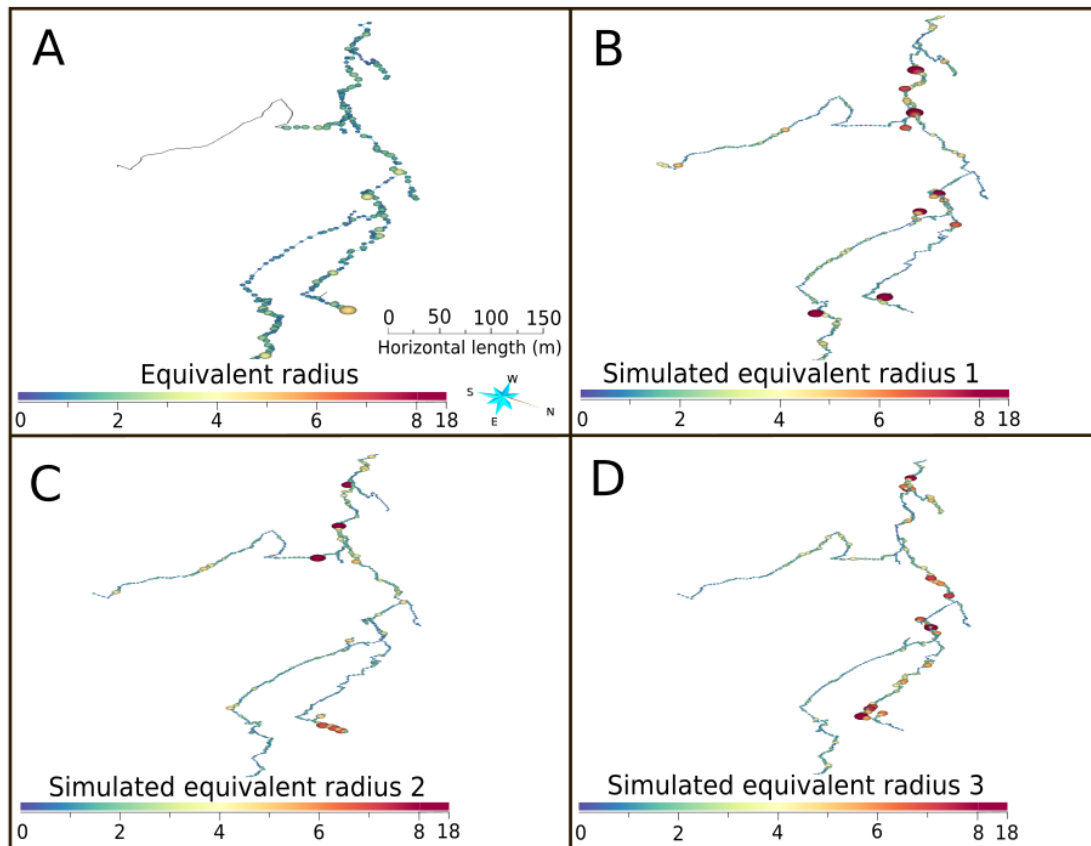 A
B
0 50 100 150
Horizontal length (m)
Equivalent radius
0 2 4 6 8 18
W
S
N
E
Simulated equivalent radius 1
0 2 4 6 8 18
C
D
Simulated equivalent radius 2
0 2 4 6 8 18
Simulated equivalent radius 3
0 2 4 6 8 18